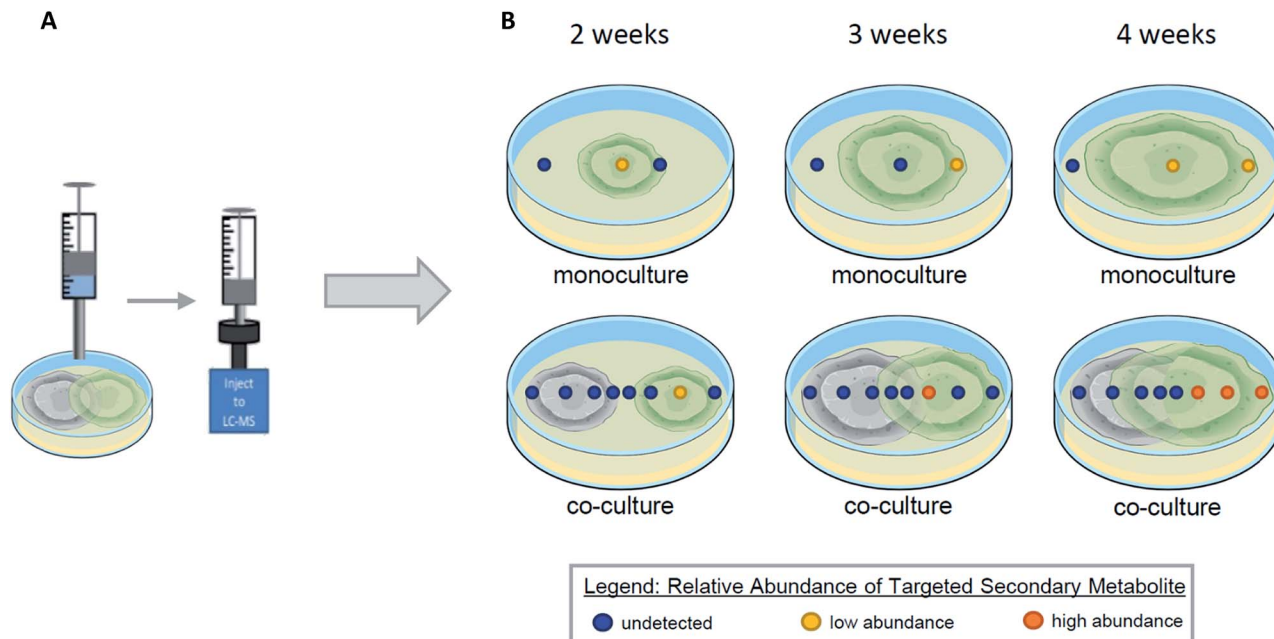 A
B
2 weeks
3 weeks
4 weeks
monoculture
monoculture
monoculture
Inject
to
LC-MS
co-culture
co-culture
co-culture
Legend: Relative Abundance of Targeted Secondary Metabolite
undetected
low abundance
high abundance